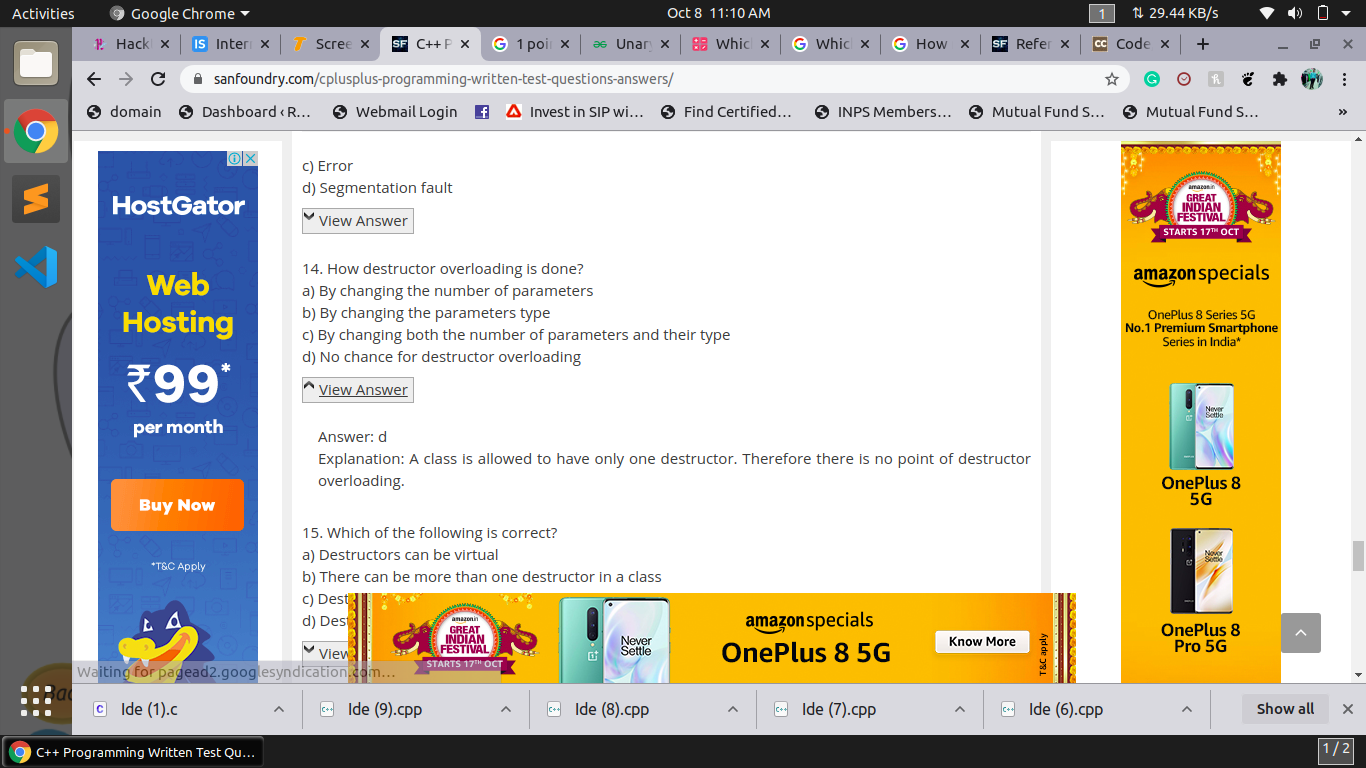 Activities
Google Chrome
Oct 8 11:10 AM
1
29.44 KB/s
Hack
Inter
Scree
C++ P
1 poi
Unar
Whic
Whic
How
Refer
Code
sanfoundry.com/cplusplus-programming-written-test-questions-answers/
domain
Dashboard ‹ R...
Webmail Login
Invest in SIP wi...
Find Certified...
INPS Members...
Mutual Fund S...
Mutual Fund S...
»
HostGator
Web
Hosting
₹99*
per month
Buy Now
*T&C Apply
c) Error
d) Segmentation fault
View Answer
14. How destructor overloading is done?
a) By changing the number of parameters
b) By changing the parameters type
c) By changing both the number of parameters and their type
d) No chance for destructor overloading
View Answer
Answer: d
Explanation: A class is allowed to have only one destructor. Therefore there is no point of destructor
overloading.
15. Which of the following is correct?
a) Destructors can be virtual
b) There can be more than one destructor in a class
c) Dest
d) Dest
View
amazon.in
GREAT
INDIAN
FESTIVAL
STARTS 17TH OCT
Never
Settle
amazonspecials
OnePlus 8 5G
Know More
T&C apply
amazon.in
GREAT
INDIAN
FESTIVAL
STARTS 17TH OCT
amazonspecials
OnePlus 8 Series 5G
No.1 Premium Smartphone
Series in India*
Never
Settle
OnePlus 8
5G
Never
Settle
OnePlus 8
Pro 5G
Waiting for pagead2.googlesyndication.com...
Ide (1).c
Ide (9).cpp
Ide (8).cpp
Ide (7).cpp
Ide (6).cpp
Show all
C++ Programming Written Test Qu...
1 / 2